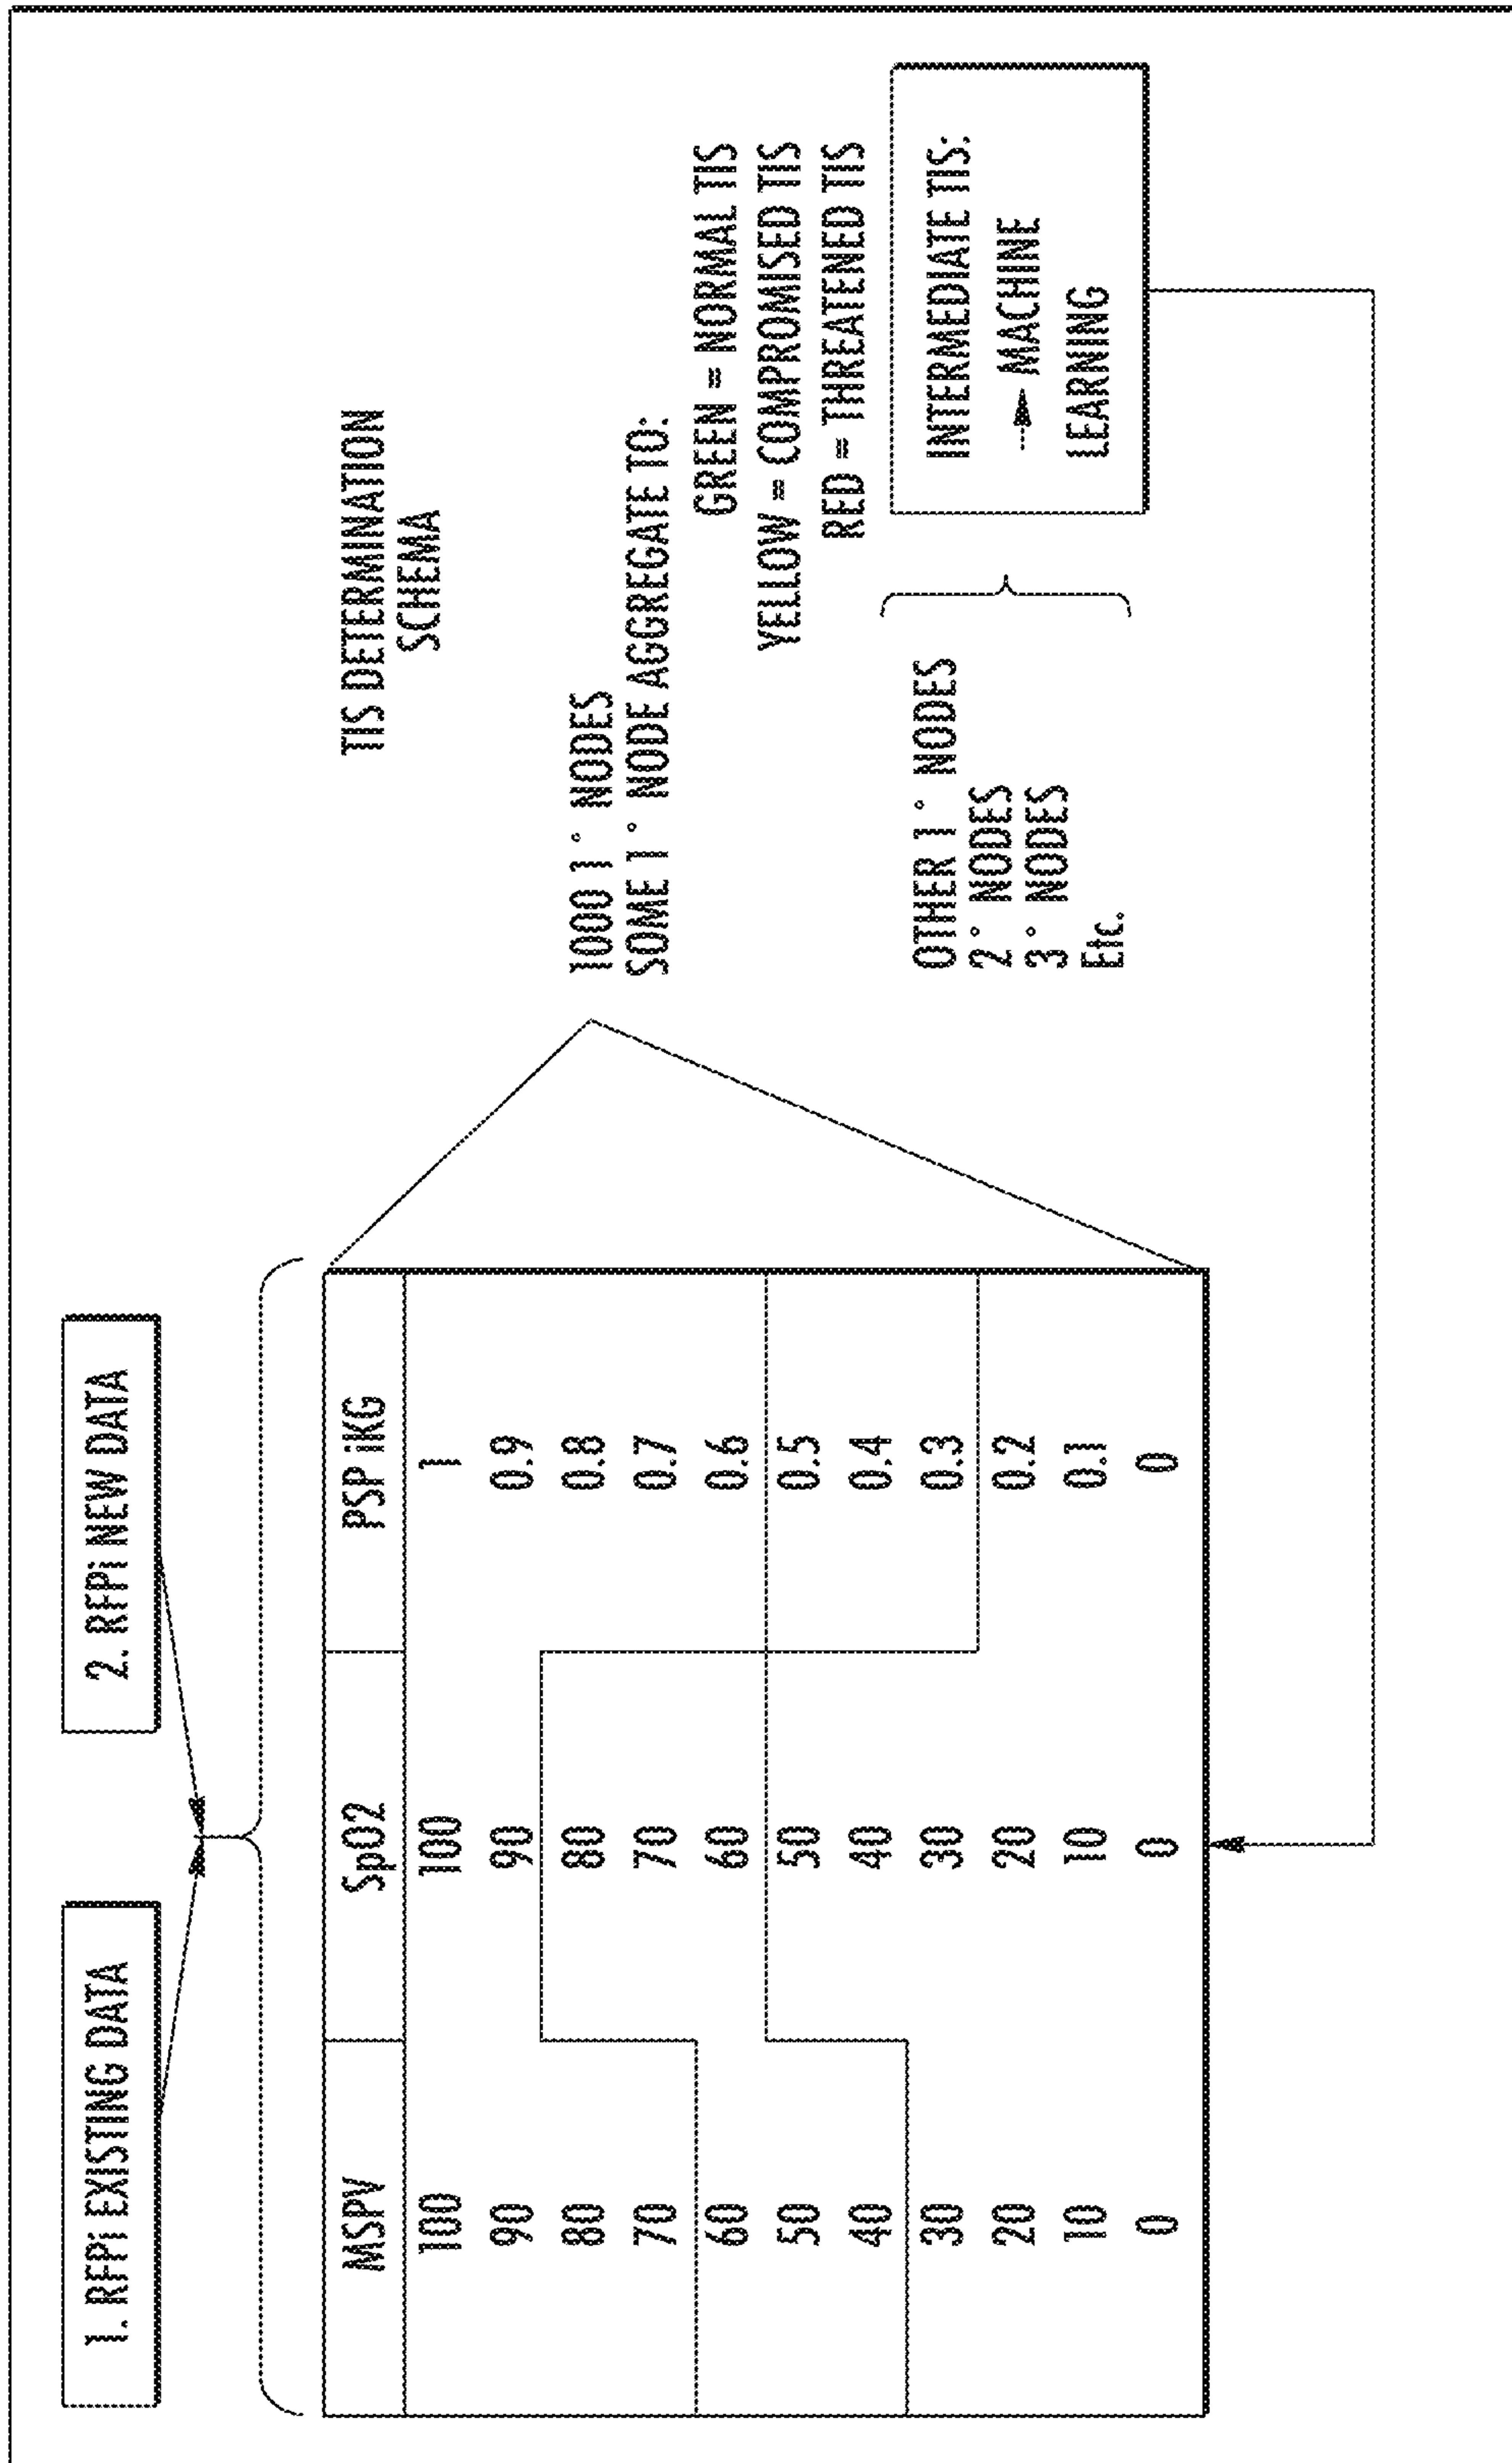 1. RFPi EXISTING DATA
2. RFPi NEW DATA
MSPV SpO2 PSP iKG
100 100 1
90 90 0.9
80 80 0.8
70 70 0.7
60 60 0.6
50 50 0.5
40 40 0.4
30 30 0.3
20 20 0.2
10 10 0.1
0 0 0
TIS DETERMINATION
SCHEMA
1000 1° NODES
SOME 1° NODE AGGREGATE TO:
GREEN = NORMAL TIS
YELLOW = COMPROMISED TIS
RED = THREATENED TIS
OTHER 1° NODES
2° NODES
3° NODES
Etc.
INTERMEDIATE TIS:
MACHINE
LEARNING